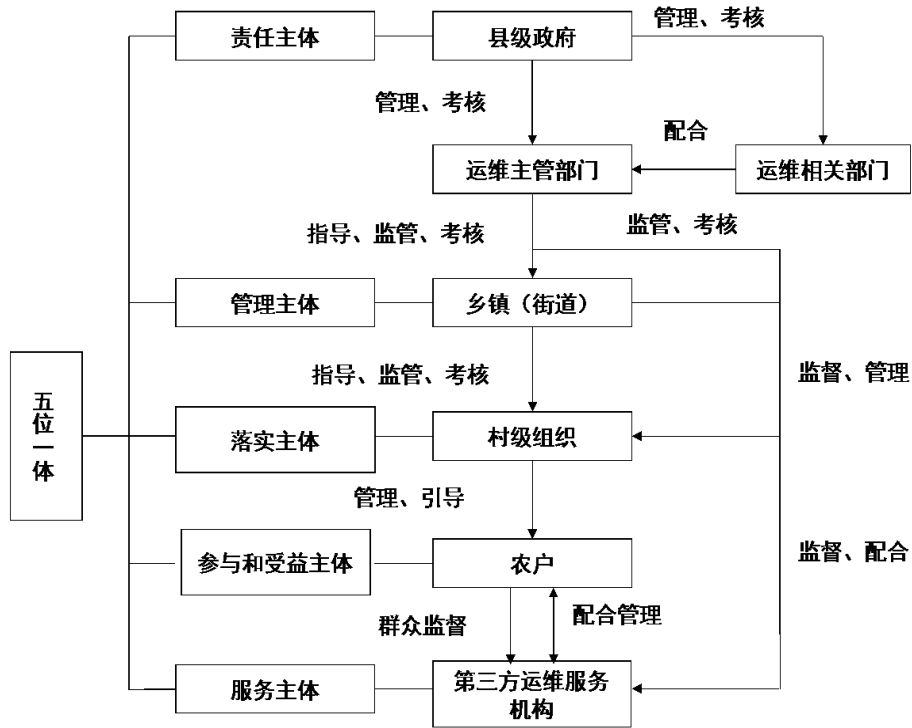 管理、考核
责任主体
县级政府
管理、考核
配合
运维主管部门
运维相关部门
指导、监管、考核
监管、考核
管理主体
乡镇（街道）
指导、监管、考核
监督、管理
五位一体
落实主体
村级组织
管理、引导
参与和受益主体
农户
监督、配合
群众监督
配合管理
服务主体
第三方运维服务
机构